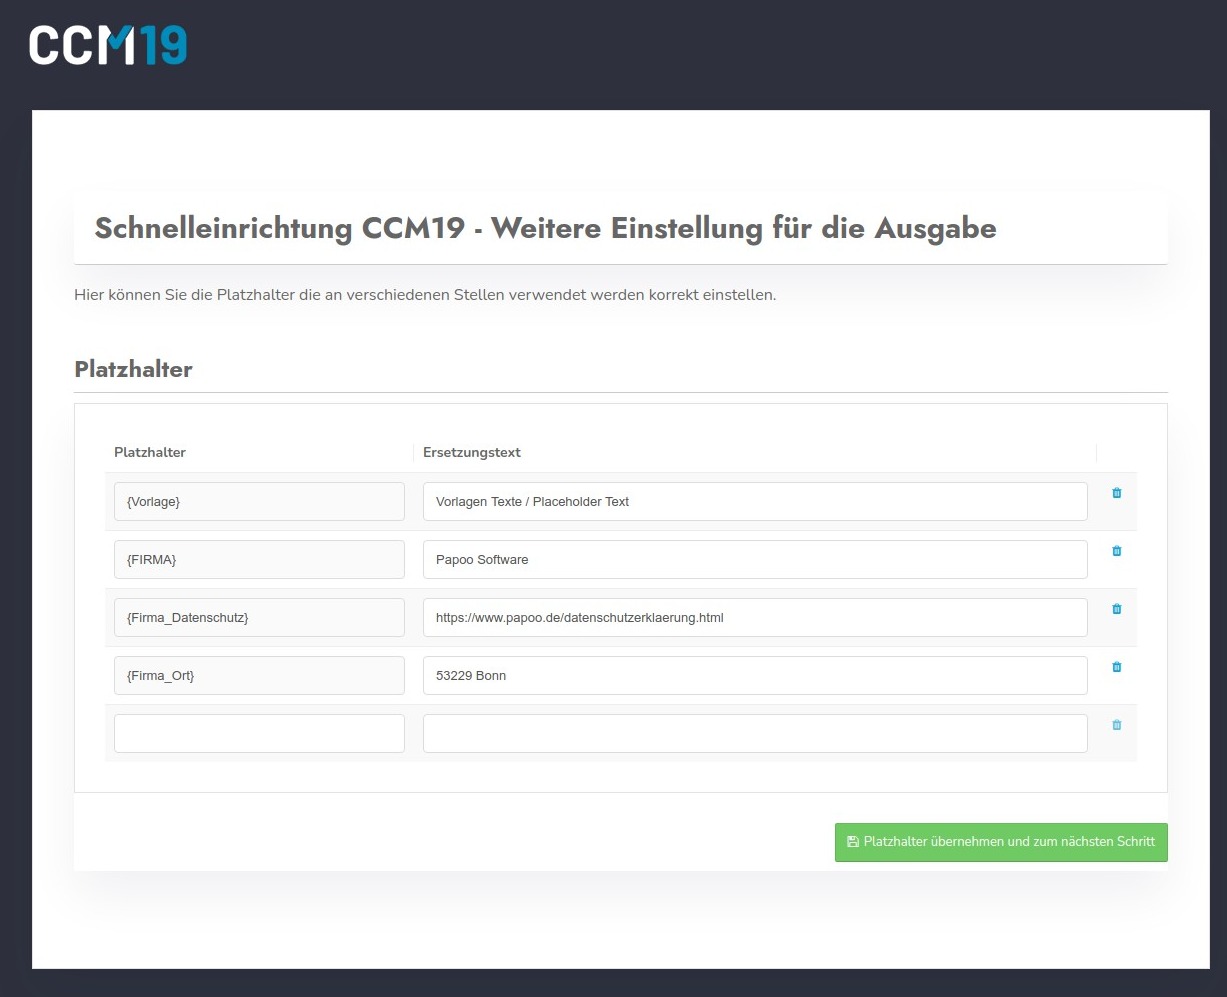 CCM19
Schnelleinrichtung CCM19 - Weitere Einstellung für die Ausgabe
Hier können Sie die Platzhalter die an verschiedenen Stellen verwendet werden korrekt einstellen.
Platzhalter
Platzhalter Ersetzungstext
{Vorlage} Vorlagen Texte / Placeholder Text
{FIRMA} Papoo Software
{Firma_Datenschutz} https://www.papoo.de/datenschutzerklaerung.html
{Firma_Ort} 53229 Bonn
Platzhalter übernehmen und zum nächsten Schritt